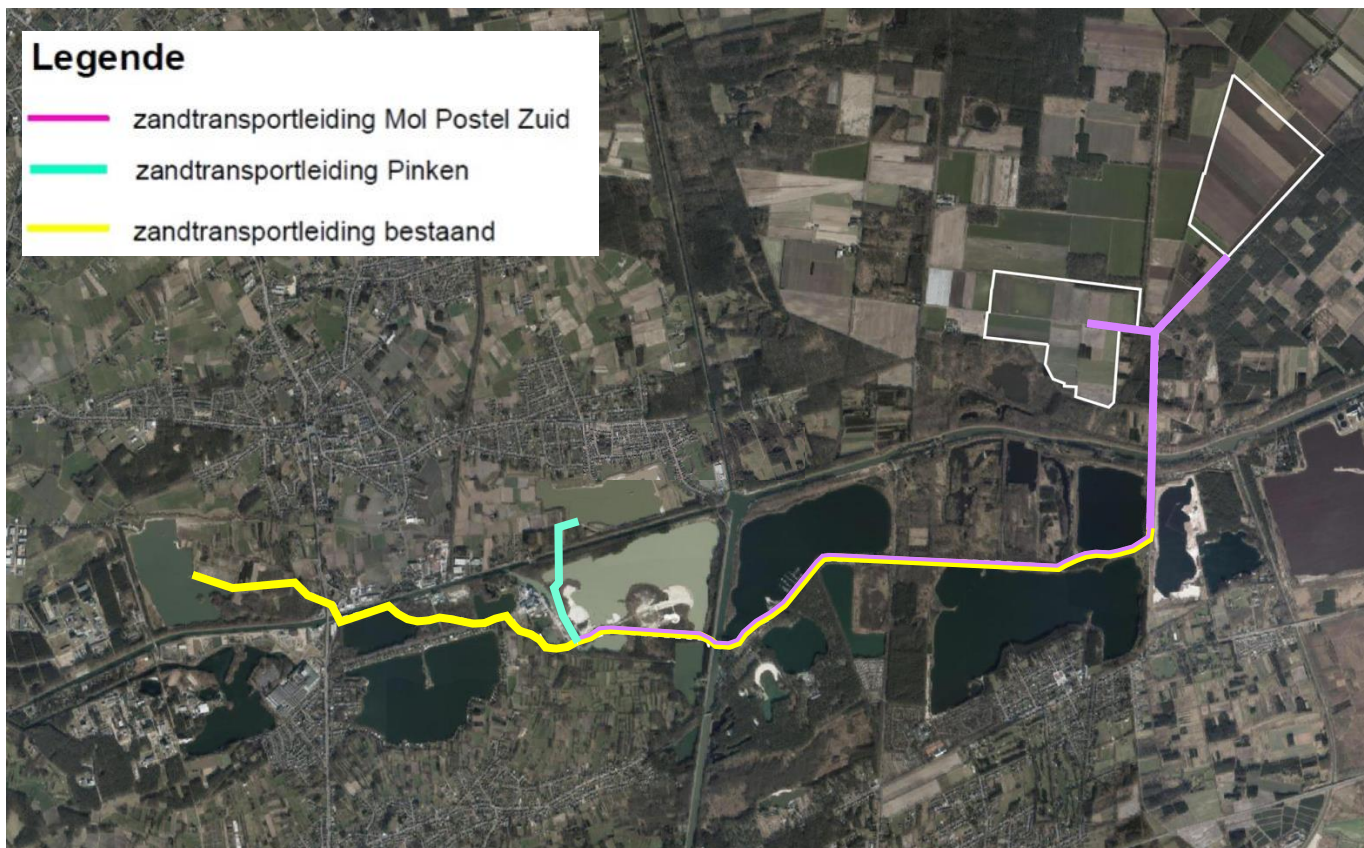 Legende
zandtransportleiding Mol Postel Zuid
zandtransportleiding Pinken
zandtransportleiding bestaand